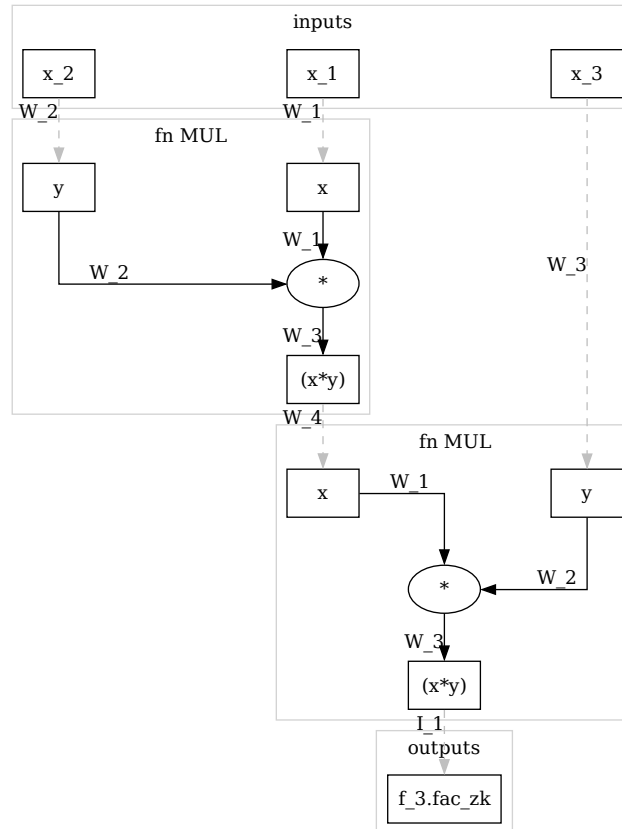 inputs
x_2
x_1
x_3
W_2
W_1
fn MUL
y
x
W_1
W_2
*
W_3
W_3
(x*y)
W_4
fn MUL
x
W_1
y
*
W_2
W_3
(x*y)
I_1
outputs
f_3.fac_zk